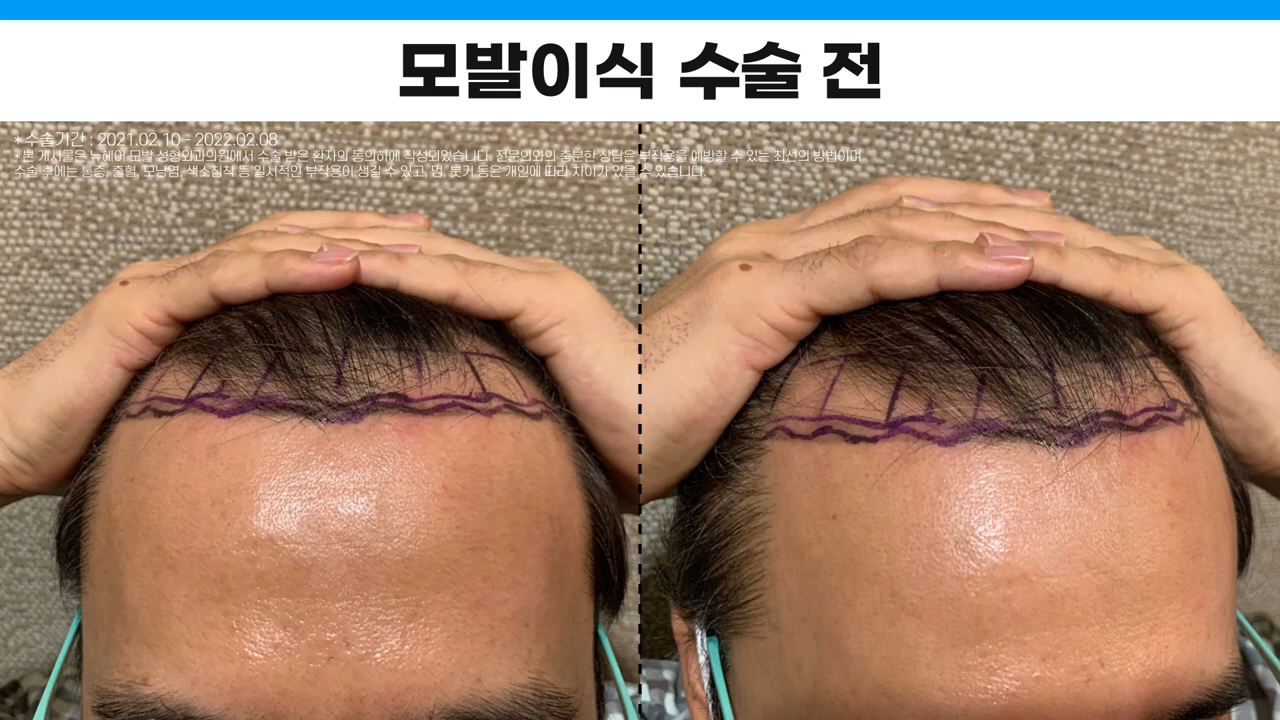 모발이식 수술 전
*수술기간 : 2021.02.10 - 2022.02.08
*본 게시물은 뉴헤어 모발 성형외과의원에서 수술 받은 환자의 동의하에 작성되었습니다. 전문의와의 충분한 상담은 부작용을 예방할 수 있는 최선의 방법이며
수술 후에는 통증, 출혈, 모낭염, 색소침착 등 일시적인 부작용이 생길 수 있고, 멍, 붓기 등은 개인에 따라 차이가 있을 수 있습니다.